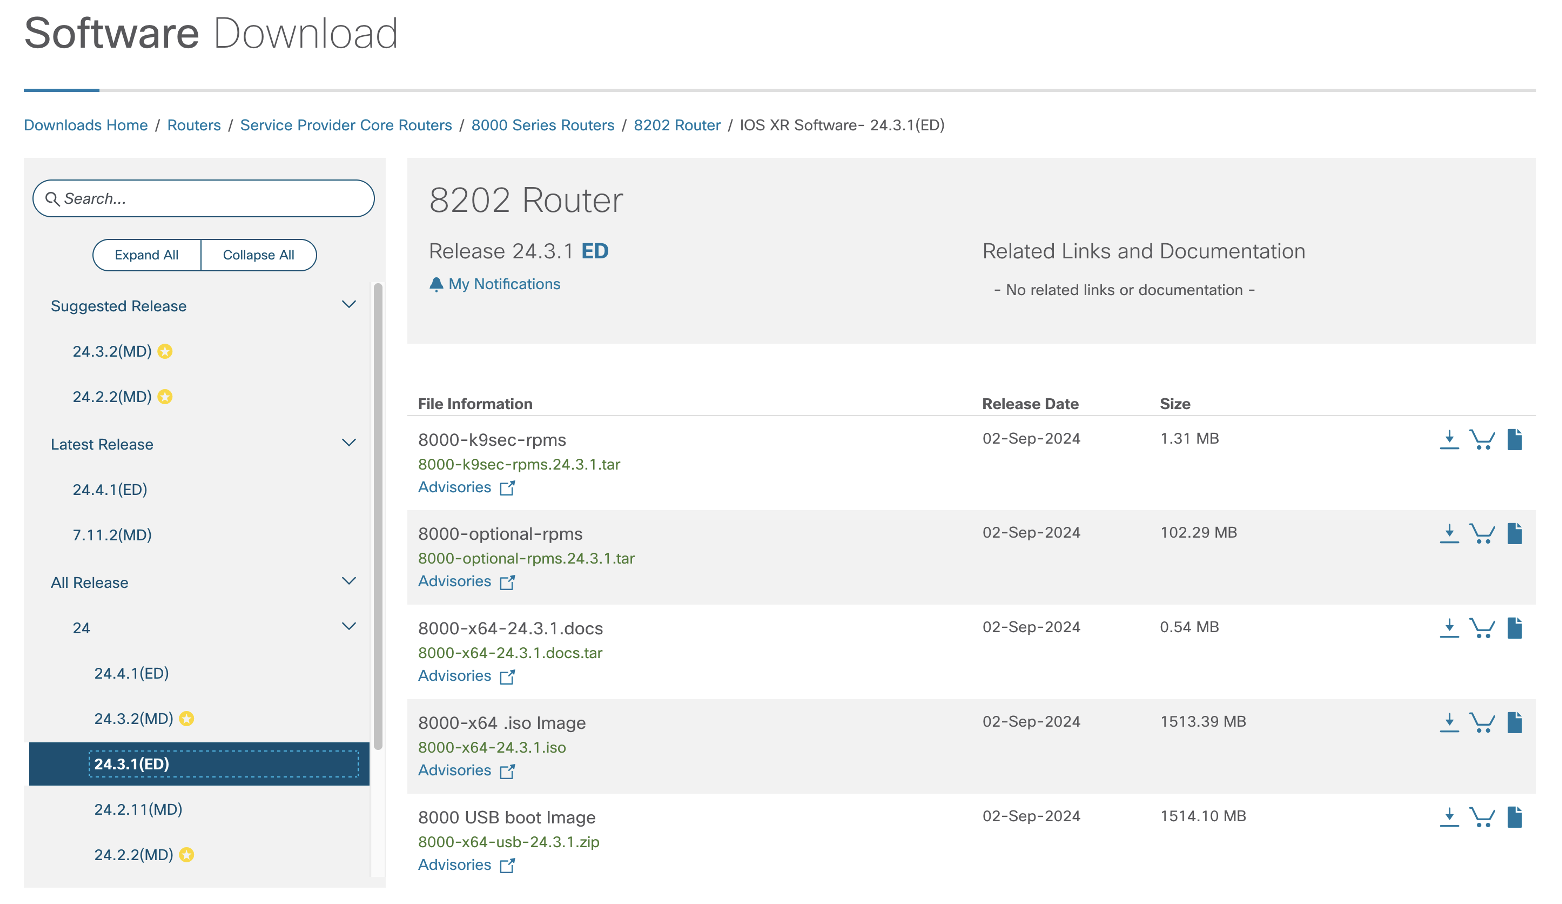 Software Download
Downloads Home / Routers / Service Provider Core Routers / 8000 Series Routers / 8202 Router / IOS XR Software- 24.3.1(ED)
Search...
Expand All
Collapse All
Suggested Release
24.3.2(MD)
24.2.2(MD)
Latest Release
24.4.1(ED)
7.11.2(MD)
All Release
24
24.4.1(ED)
24.3.2(MD)
24.3.1(ED)
24.2.11(MD)
24.2.2(MD)
8202 Router
Release 24.3.1 ED
My Notifications
Related Links and Documentation
- No related links or documentation -
File Information Release Date Size
8000-k9sec-rpms 02-Sep-2024 1.31 MB
8000-k9sec-rpms.24.3.1.tar
Advisories
8000-optional-rpms 02-Sep-2024 102.29 MB
8000-optional-rpms.24.3.1.tar
Advisories
8000-x64-24.3.1.docs 02-Sep-2024 0.54 MB
8000-x64-24.3.1.docs.tar
Advisories
8000-x64 .iso Image 02-Sep-2024 1513.39 MB
8000-x64-24.3.1.iso
Advisories
8000 USB boot Image 02-Sep-2024 1514.10 MB
8000-x64-usb-24.3.1.zip
Advisories